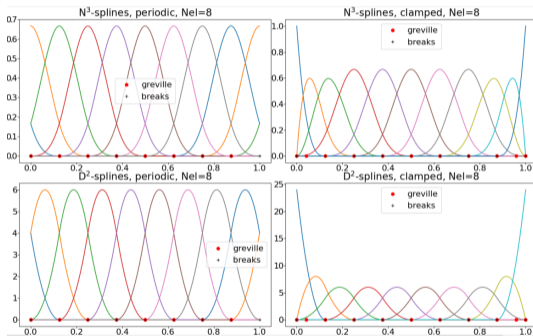 N³-splines, periodic, Nel=8
0.7
0.6
0.5
0.4
0.3
0.2
0.1
0.0
greville
breaks
0.0 0.2 0.4 0.6 0.8 1.0
N³-splines, clamped, Nel=8
1.0
0.8
0.6
0.4
0.2
0.0
greville
breaks
0.0 0.2 0.4 0.6 0.8 1.0
D²-splines, periodic, Nel=8
6
5
4
3
2
1
0
greville
breaks
0.0 0.2 0.4 0.6 0.8 1.0
D²-splines, clamped, Nel=8
25
20
15
10
5
0
greville
breaks
0.0 0.2 0.4 0.6 0.8 1.0